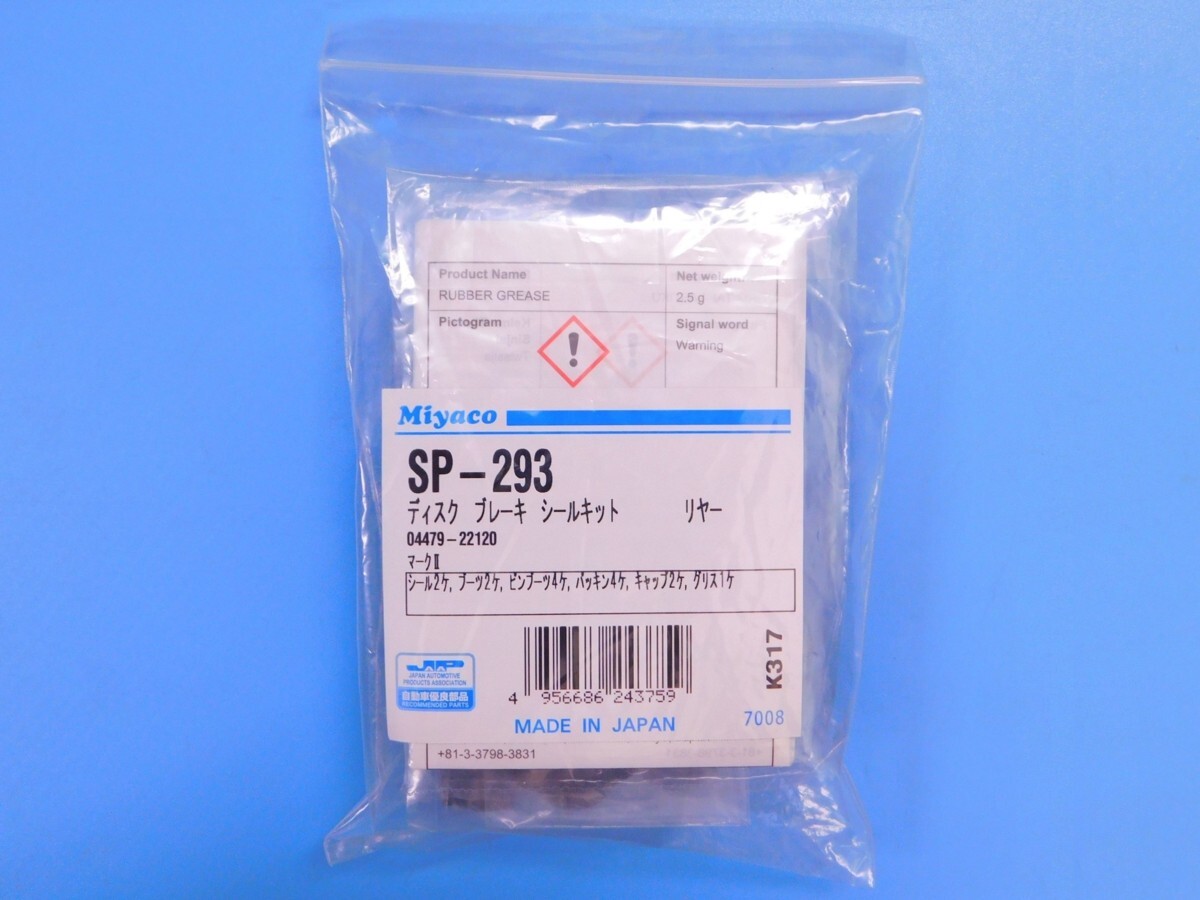 Product Name
Net weight
RUBBER GREASE
2.5 g
Pictogram
Signal word
Warning
Miyaco
SP-293
ディスク ブレーキ シールキット リヤー
04479-22120
マークⅡ
シール2ケ, ブーツ2ケ, ピンブーツ4ケ, パッキン4ケ, キャップ2ケ, グリス1ケ
K317
JAPA
JAPAN AUTOMOTIVE
PRODUCTS ASSOCIATION
自動車優良部品
RECOMMENDED PARTS
4 956686 243759
MADE IN JAPAN
7008
+81-3-3798-3831